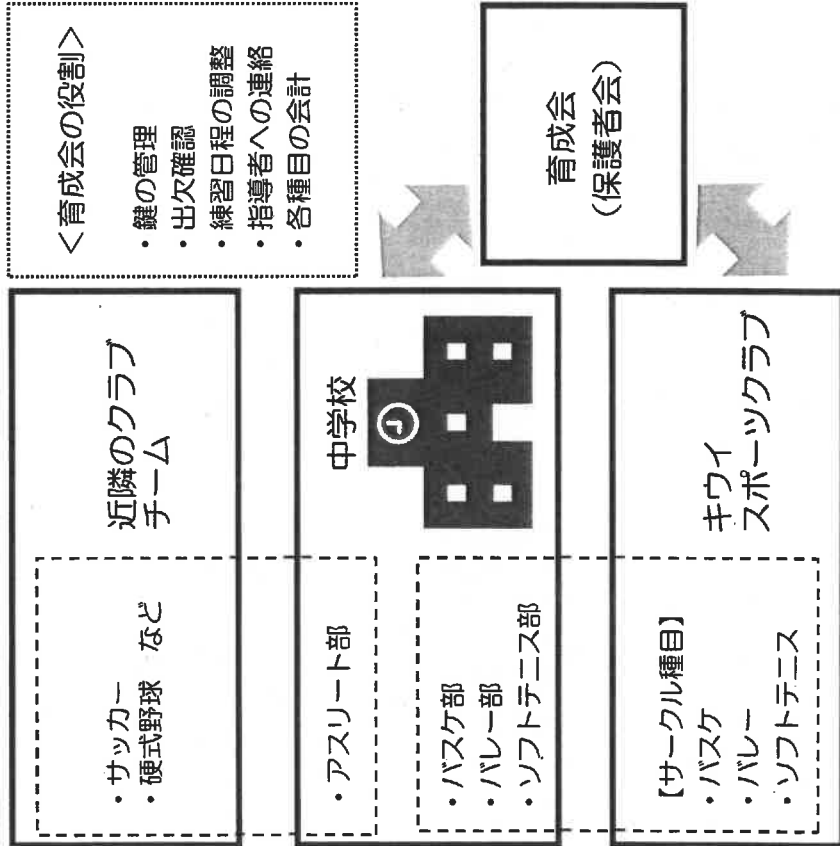 近隣のクラブ
チーム
・サッカー
・硬式野球　など
中学校
・アスリート部
・バスケ部
・バレー部
・ソフトテニス部
キウイ
スポーツクラブ
【サークル種目】
・バスケ
・バレー
・ソフトテニス
＜育成会の役割＞
・鍵の管理
・出欠確認
・練習日程の調整
・指導者への連絡
・各種目の会計
育成会
（保護者会）